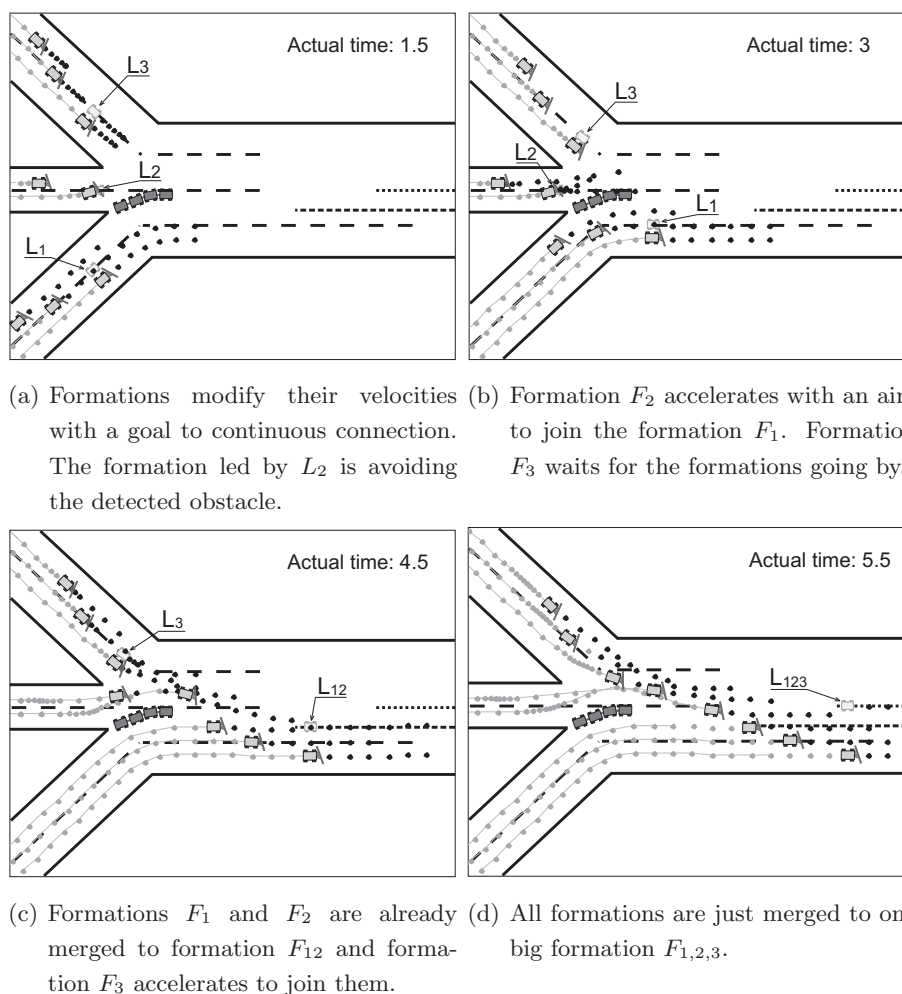 Actual time: 1.5
L3
L2
L1
Actual time: 3
L3
L2
L1
(a) Formations modify their velocities
with a goal to continuous connection.
The formation led by L2 is avoiding
the detected obstacle.
(b) Formation F2 accelerates with an
to join the formation F1.
F3 waits for the formations going by.
Actual time: 4.5
L3
L12
Actual time: 5.5
L123
(c) Formations F1 and F2 are already
merged to formation F12 and forma-
tion F3 accelerates to join them.
(d) All formations are just merged to
big formation F1,2,3.